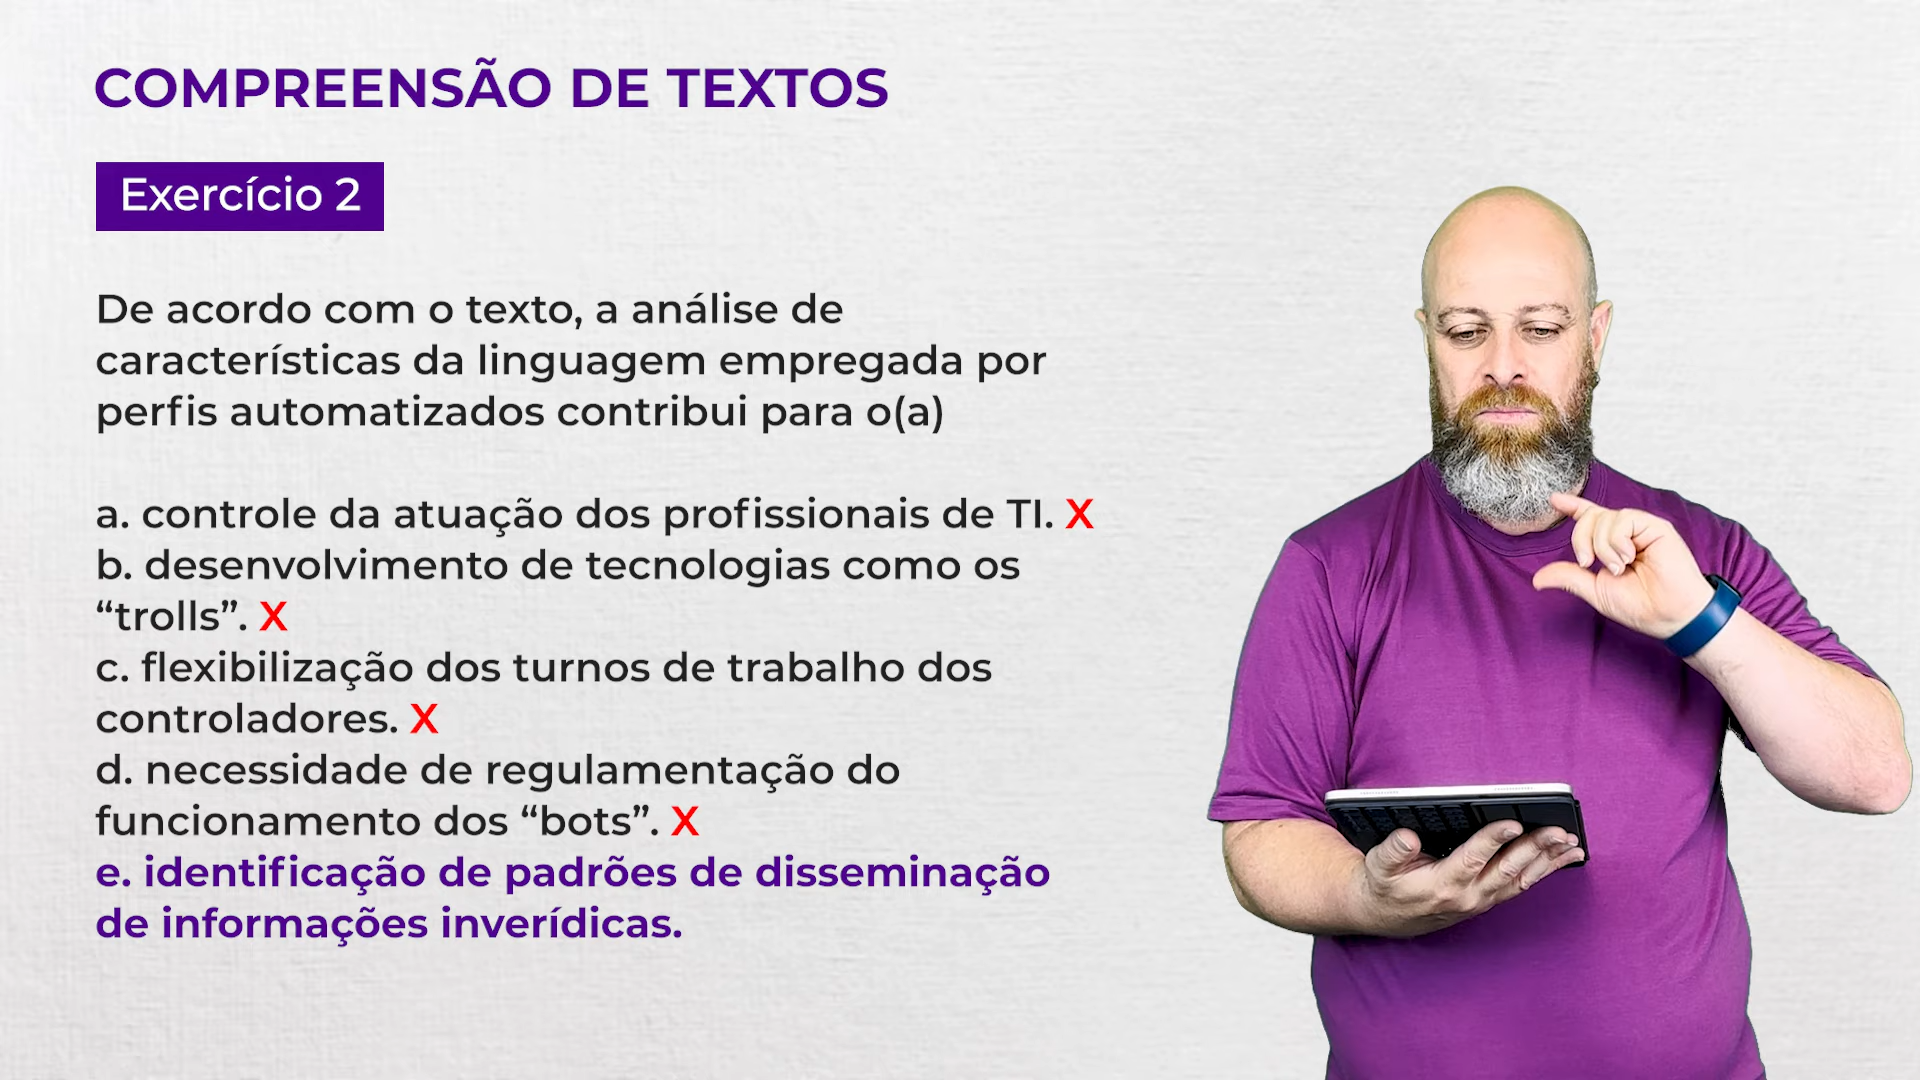 COMPREENSÃO DE TEXTOS
Exercício 2
De acordo com o texto, a análise de
características da linguagem empregada por
perfis automatizados contribui para o(a)
a. controle da atuação dos profissionais de TI. X
b. desenvolvimento de tecnologias como os
“trolls”. X
c. flexibilização dos turnos de trabalho dos
controladores. X
d. necessidade de regulamentação do
funcionamento dos “bots”. X
e. identificação de padrões de disseminação
de informações inverídicas.